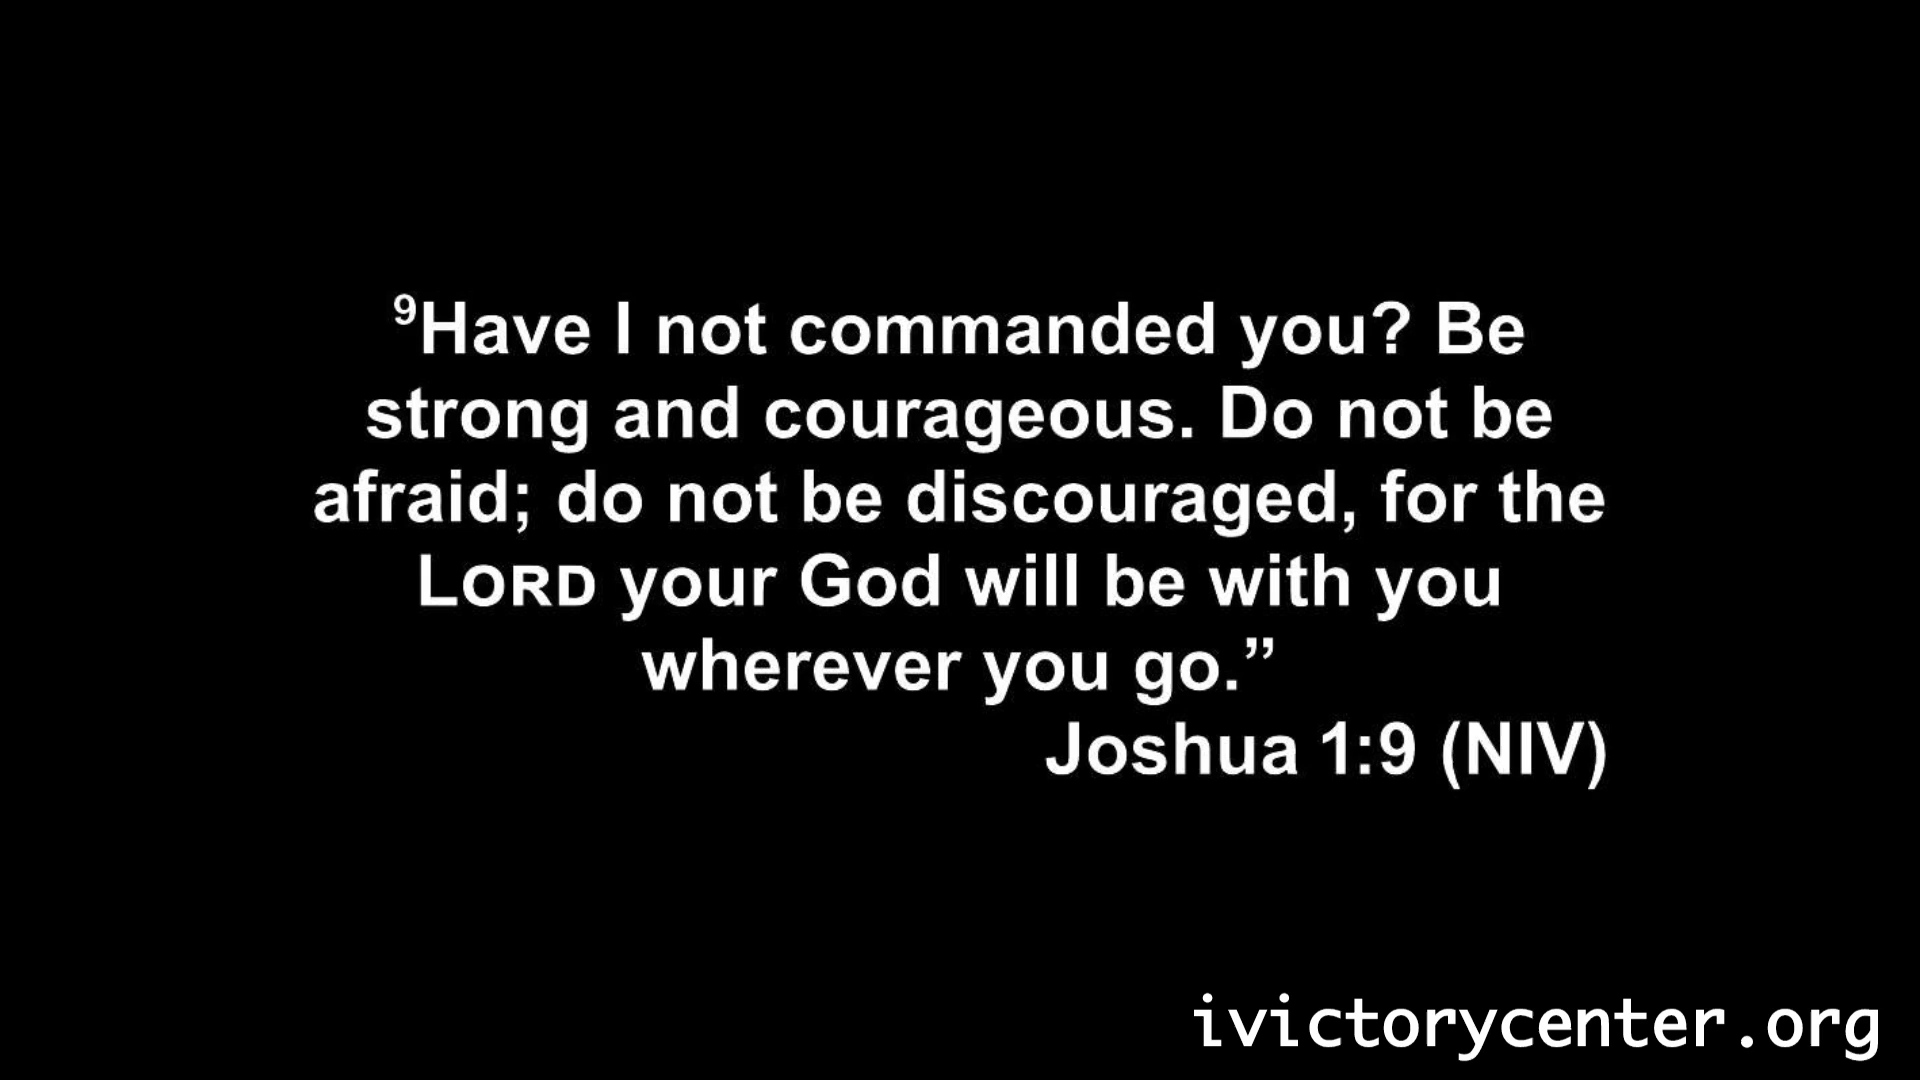 ⁹Have I not commanded you? Be
strong and courageous. Do not be
afraid; do not be discouraged, for the
LORD your God will be with you
wherever you go.”
Joshua 1:9 (NIV)
ivictorycenter.org